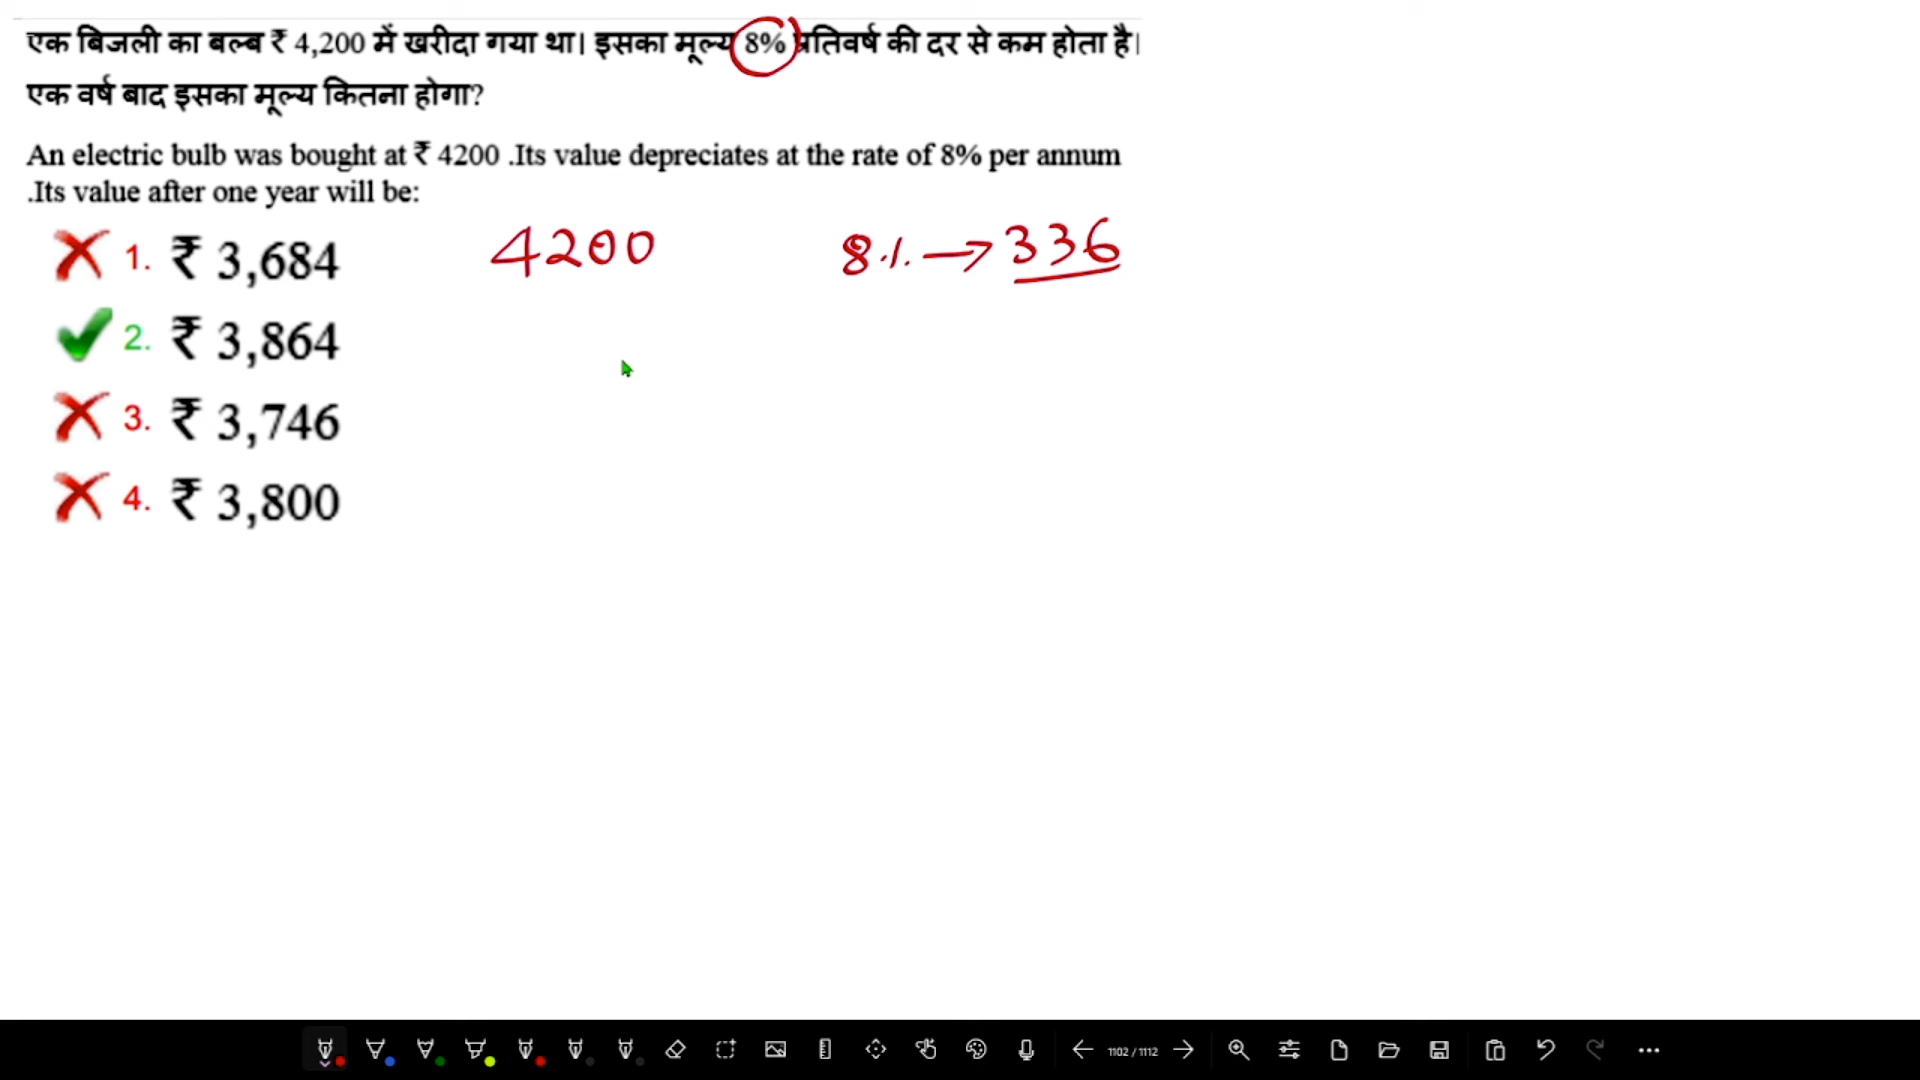 एक बिजली का बल्ब ₹ 4,200 में खरीदा गया था। इसका मूल्य 8% प्रतिवर्ष की दर से कम होता है।
एक वर्ष बाद इसका मूल्य कितना होगा?
An electric bulb was bought at ₹ 4200 .Its value depreciates at the rate of 8% per annum
.Its value after one year will be:
1. ₹ 3,684
4200 8% → 336
2. ₹ 3,864
3. ₹ 3,746
4. ₹ 3,800
1102 / 1112